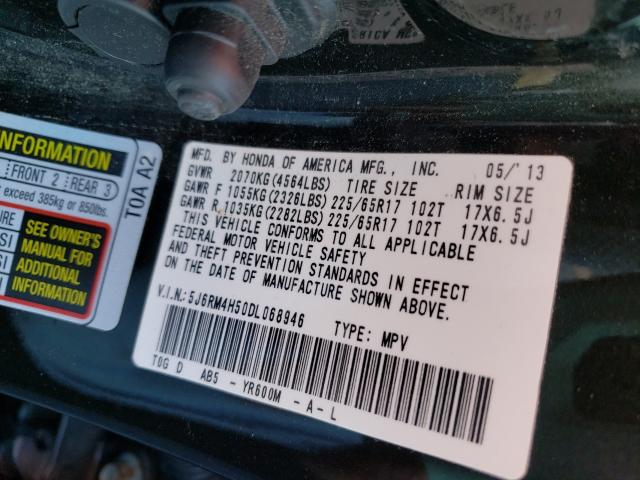 INFORMATION
FRONT 2 REAR 3
exceed 385kg or 850lbs.
SEE OWNER'S
MANUAL FOR
ADDITIONAL
INFORMATION
TOA A2
MFD. BY HONDA OF AMERICA MFG., INC. 05/'13
GVWR 2070KG(4564LBS) TIRE SIZE RIM SIZE
GAWR F 1055KG(2326LBS) 225/65R17 102T 17X6.5J
GAWR R 1035KG(2282LBS) 225/65R17 102T 17X6.5J
THIS VEHICLE CONFORMS TO ALL APPLICABLE
FEDERAL MOTOR VEHICLE SAFETY
AND THEFT PREVENTION STANDARDS IN EFFECT
ON THE DATE OF MANUFACTURE SHOWN ABOVE.
V.I.N.: 5J6RM4H50DL068946 TYPE: MPV
TOG D AB5 - YR600M - A - L